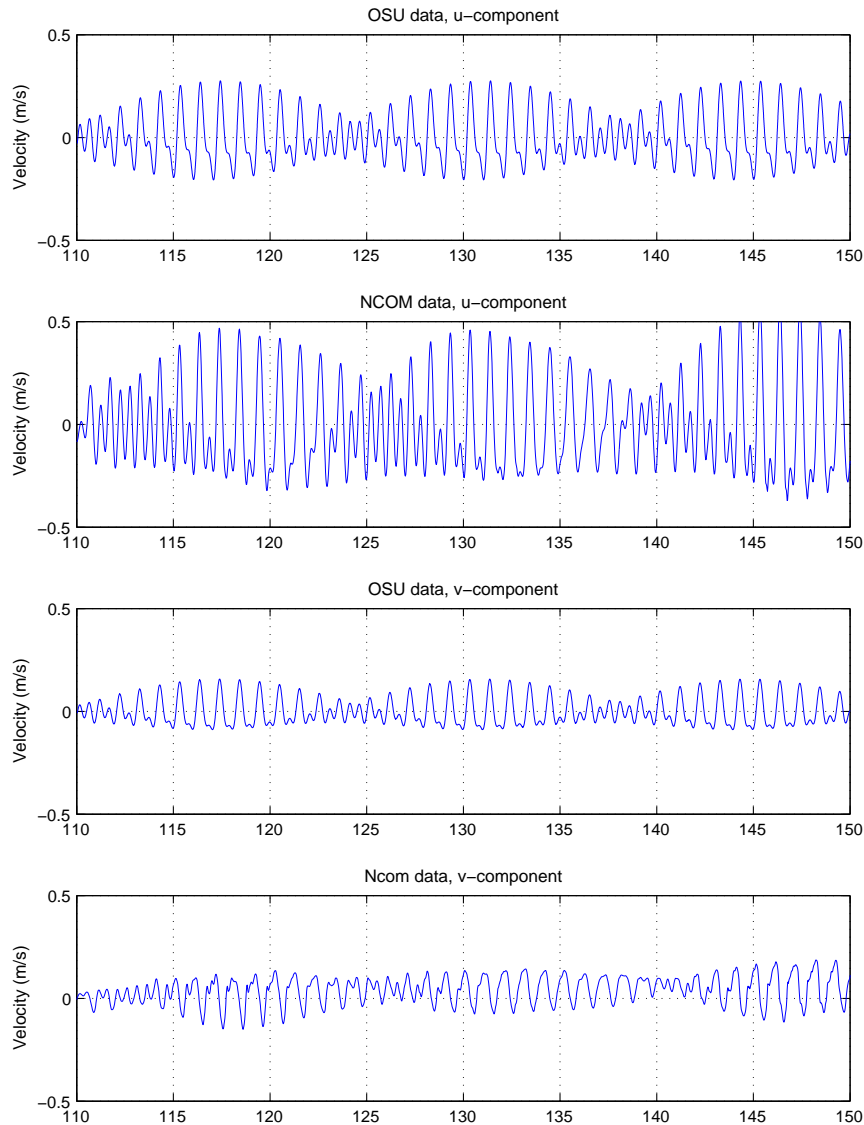 OSU data, u−component
0.5
0
−0.5
Velocity (m/s)
110 115 120 125 130 135 140 145 150
NCOM data, u−component
0.5
0
−0.5
Velocity (m/s)
110 115 120 125 130 135 140 145 150
OSU data, v−component
0.5
0
−0.5
Velocity (m/s)
110 115 120 125 130 135 140 145 150
Ncom data, v−component
0.5
0
−0.5
Velocity (m/s)
110 115 120 125 130 135 140 145 150